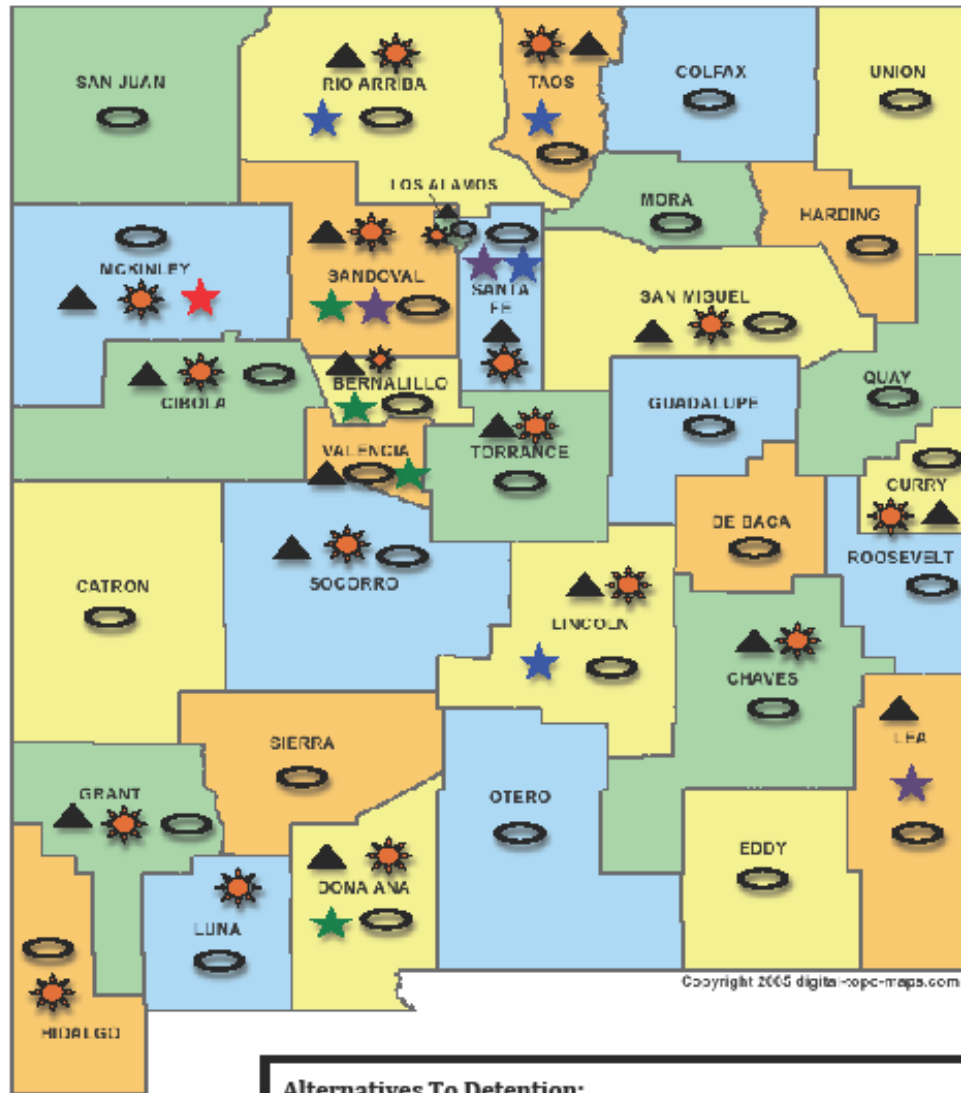 SAN JUAN
RIO ARRIBA
TAOS
COLFAX
UNION
LOS ALAMOS
MORA
HARDING
MCKINLEY
SANDOVAL
SANTA
FE
SAN MIGUEL
CIBOLA
BERNALILLO
GUADALUPE
QUAY
VALENCIA
TORRANCE
CURRY
DE BACA
ROOSEVELT
CATRON
SOCORRO
LINCOLN
CHAVES
LEA
SIERRA
GRANT
OTERO
EDDY
DONA ANA
LUNA
HIDALGO
Copyright 2005 digital-topo-maps.com
Alternatives To Detention: